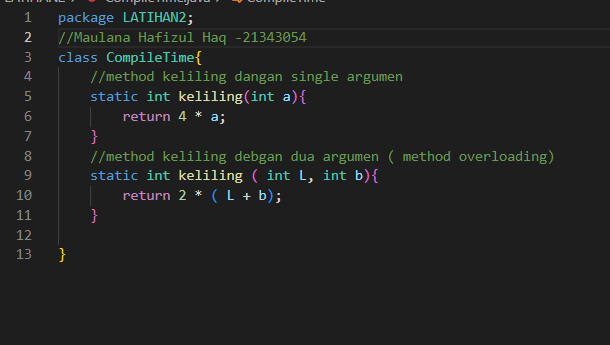 LATIHAN2 > CompileTime.java > CompileTime
1 package LATIHAN2;
2 //Maulana Hafizul Haq -21343054
3 class CompileTime{
4 //method keliling dangan single argumen
5 static int keliling(int a){
6 return 4 * a;
7 }
8 //method keliling debgan dua argumen ( method overloading)
9 static int keliling ( int L, int b){
10 return 2 * ( L + b);
11 }
12
13 }